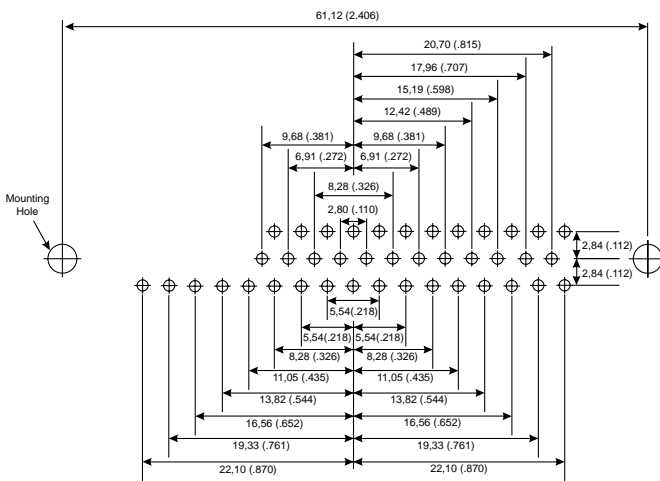 61,12 (2.406)
20,70 (.815)
17,96 (.707)
15,19 (.598)
12,42 (.489)
9,68 (.381) 9,68 (.381)
6,91 (.272) 6,91 (.272)
8,28 (.326)
2,80 (.110)
Mounting
Hole
2,84 (.112)
2,84 (.112)
5,54(.218)
5,54(.218) 5,54(.218)
8,28 (.326) 8,28 (.326)
11,05 (.435) 11,05 (.435)
13,82 (.544) 13,82 (.544)
16,56 (.652) 16,56 (.652)
19,33 (.761) 19,33 (.761)
22,10 (.870) 22,10 (.870)